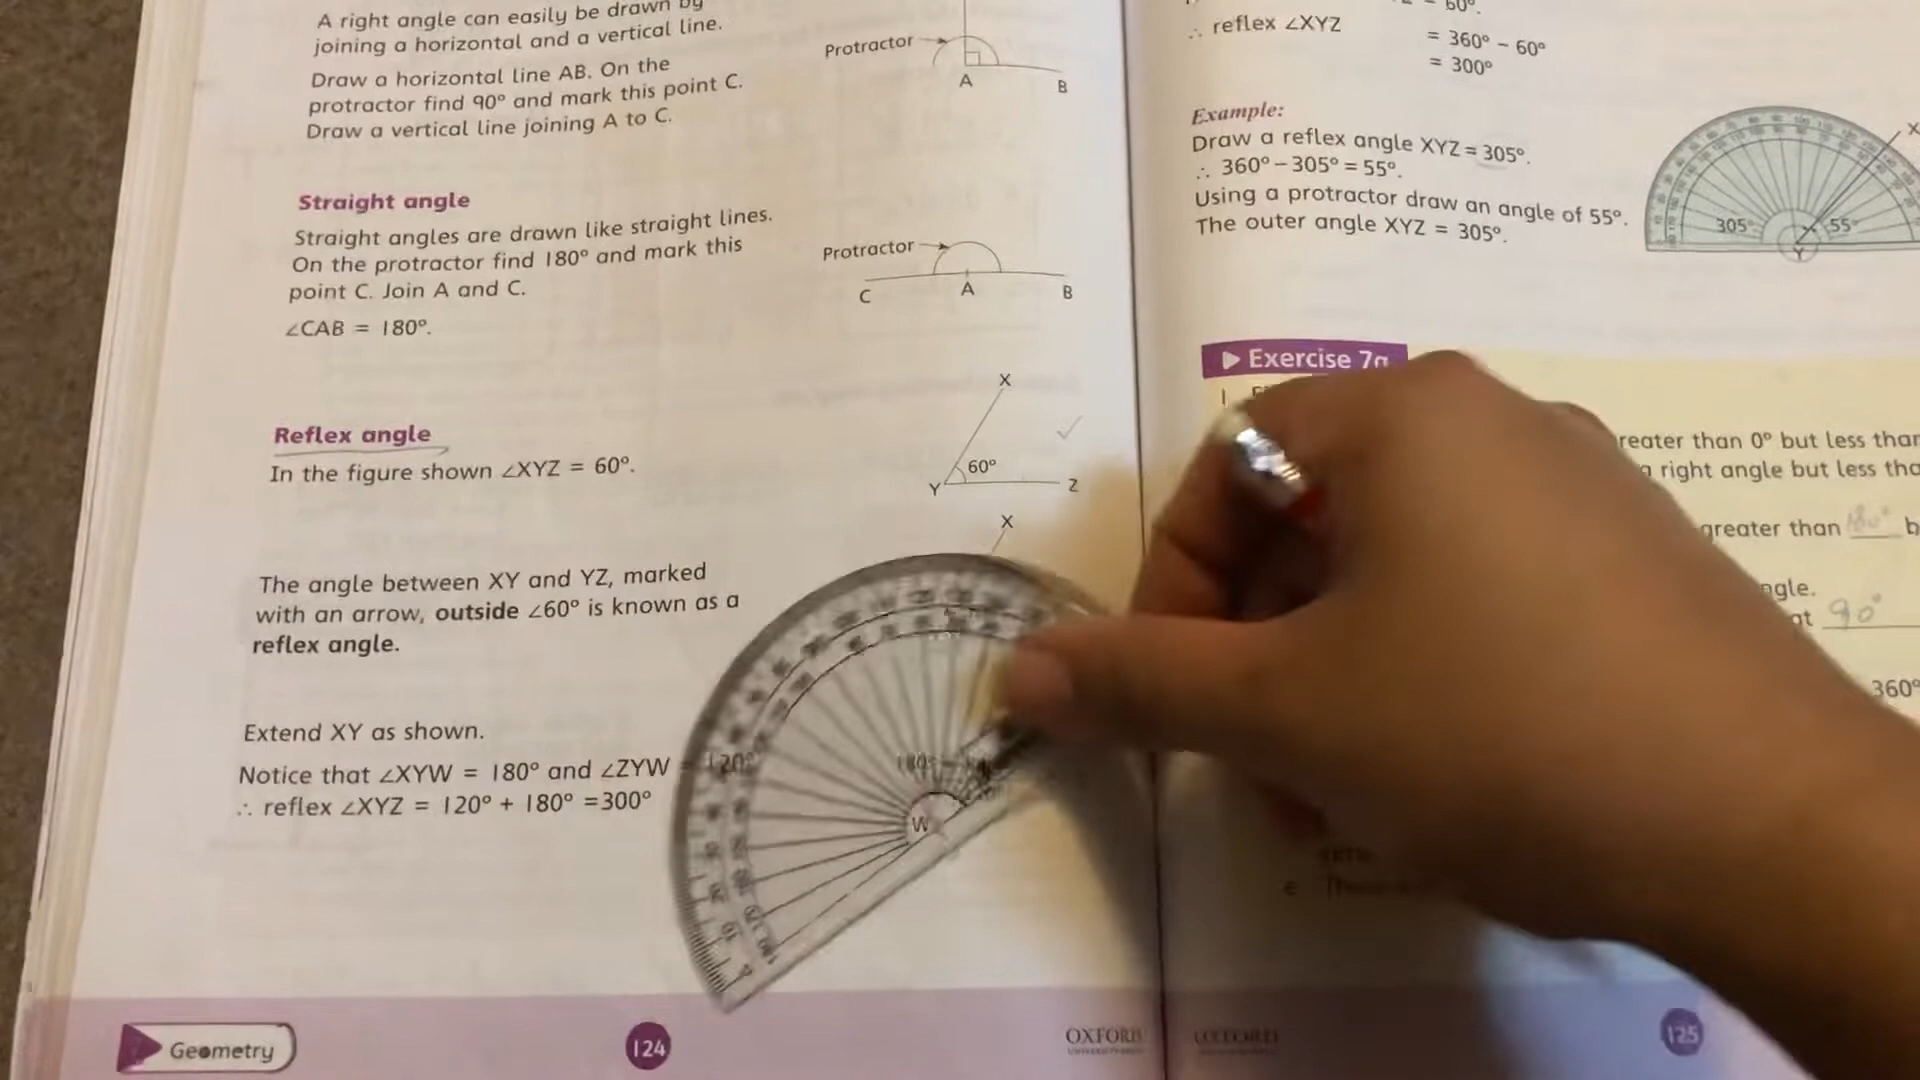 A right angle can easily be drawn by
joining a horizontal and a vertical line.
Draw a horizontal line AB. On the
protractor find 90° and mark this point C.
Draw a vertical line joining A to C.
Protractor
A
B
Straight angle
Straight angles are drawn like straight lines.
On the protractor find 180° and mark this
point C. Join A and C.
∠CAB = 180°.
Protractor
C
A
B
Reflex angle
In the figure shown ∠XYZ = 60°.
X
60°
Y
Z
X
The angle between XY and YZ, marked
with an arrow, outside ∠60° is known as a
reflex angle.
Extend XY as shown.
Notice that ∠XYW = 180° and ∠ZYW = 120°
∴ reflex ∠XYZ = 120° + 180° =300°
180°
W
Geometry
124
OXFORD
= 60°.
∴ reflex ∠XYZ
= 360° – 60°
= 300°
Example:
Draw a reflex angle XYZ = 305°.
∴ 360° – 305° = 55°.
Using a protractor draw an angle of 55°.
The outer angle XYZ = 305°.
X
305°
55°
Y
Exercise 7a
1
greater than 0° but less than
a right angle but less
greater than 180°
90°
360°
e
OXFORD
125